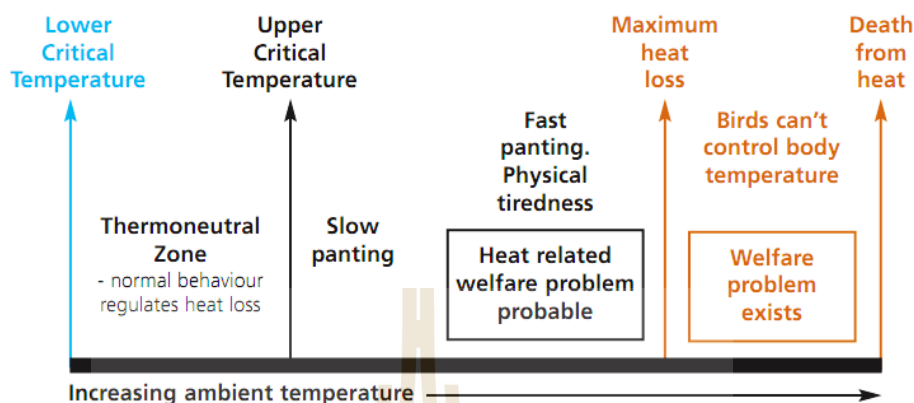 Lower
Critical
Temperature
Upper
Critical
Temperature
Maximum
heat
loss
Death
from
heat
Thermoneutral
Zone
- normal behaviour
regulates heat loss
Slow
panting
Fast
panting.
Physical
tiredness
Heat related
welfare problem
probable
Birds can't
control body
temperature
Welfare
problem
exists
Increasing ambient temperature